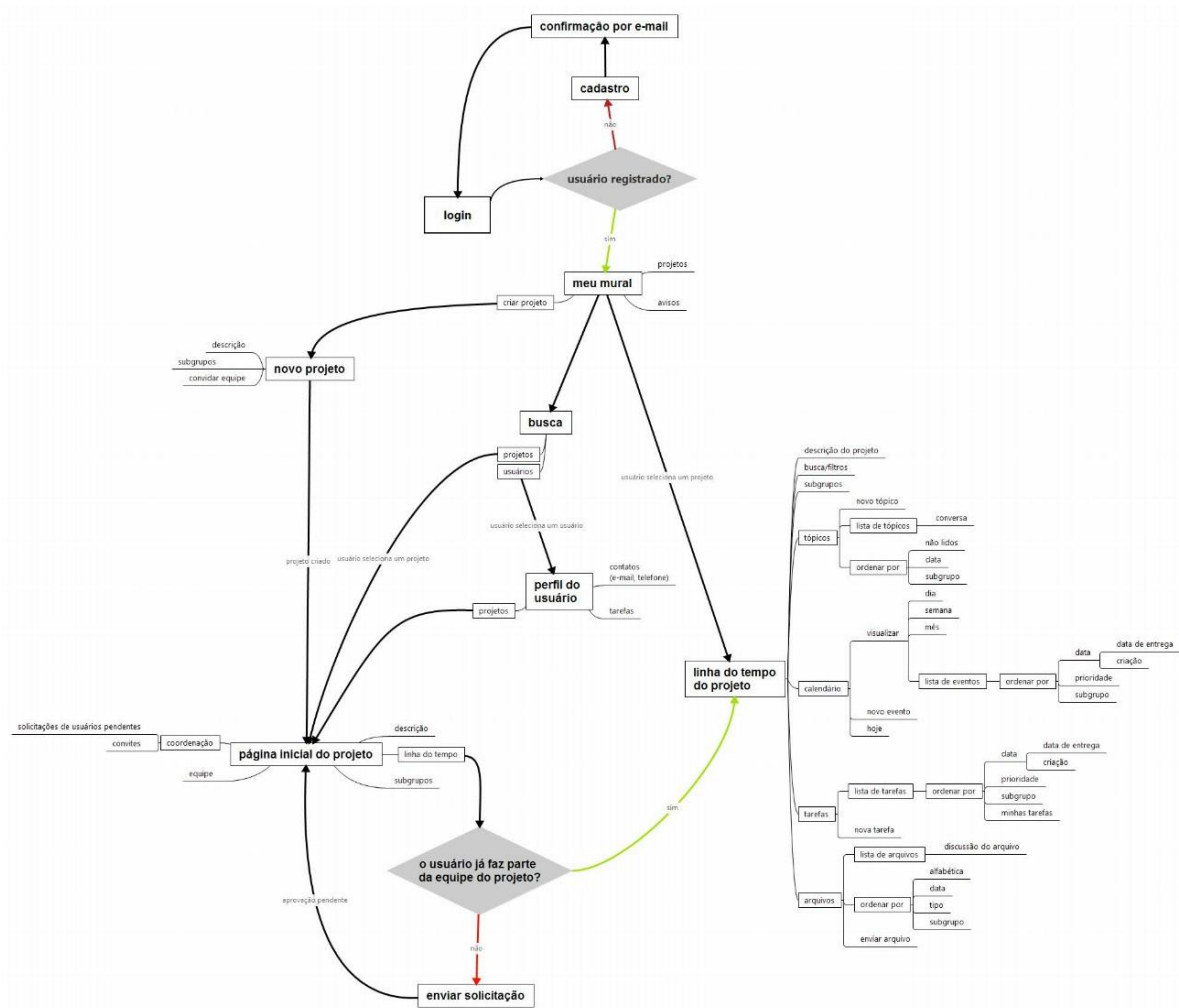 confirmação por e-mail
cadastro
não
usuário registrado?
login
sim
meu mural
projetos
avisos
criar projeto
novo projeto
descrição
subgrupos
convidar equipe
busca
projetos
usuários
usuário seleciona um projeto
usuário seleciona um usuário
projeto criado
usuário seleciona um projeto
perfil do
usuário
contatos
(e-mail, telefone)
tarefas
projetos
linha do tempo
do projeto
descrição do projeto
busca/filtros
subgrupos
tópicos
novo tópico
lista de tópicos
conversa
ordenar por
não lidos
data
subgrupo
calendário
visualizar
dia
semana
mês
lista de eventos
ordenar por
data
data de entrega
criação
prioridade
subgrupo
novo evento
hoje
tarefas
lista de tarefas
ordenar por
data
data de entrega
criação
prioridade
subgrupo
minhas tarefas
nova tarefa
arquivos
lista de arquivos
discussão do arquivo
ordenar por
alfabética
data
tipo
subgrupo
enviar arquivo
solicitações de usuários pendentes
convites
coordenação
equipe
página inicial do projeto
descrição
linha do tempo
subgrupos
sim
o usuário já faz parte
da equipe do projeto?
aprovação pendente
não
enviar solicitação